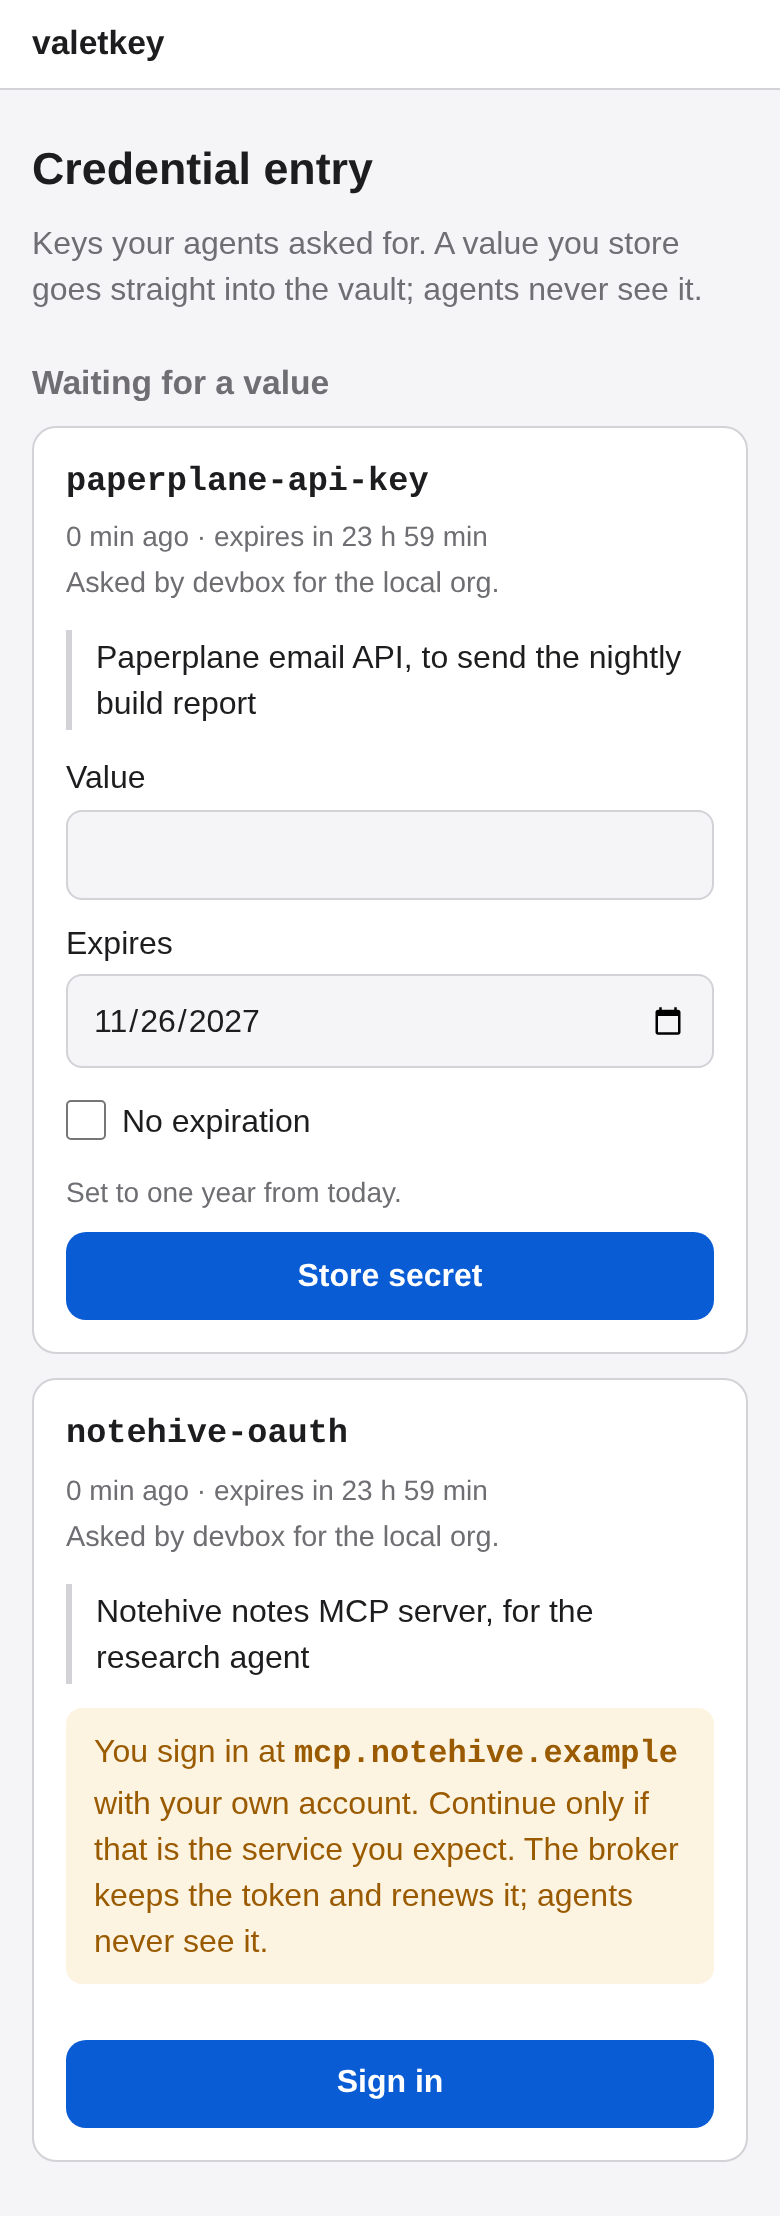 valetkey
Credential entry
Keys your agents asked for. A value you store
goes straight into the vault; agents never see it.
Waiting for a value
paperplane-api-key
0 min ago · expires in 23 h 59 min
Asked by devbox for the local org.
Paperplane email API, to send the nightly
build report
Value
Expires
11/26/2027
No expiration
Set to one year from today.
Store secret
notehive-oauth
0 min ago · expires in 23 h 59 min
Asked by devbox for the local org.
Notehive notes MCP server, for the
research agent
You sign in at mcp.notehive.example
with your own account. Continue only if
that is the service you expect. The broker
keeps the token and renews it; agents
never see it.
Sign in